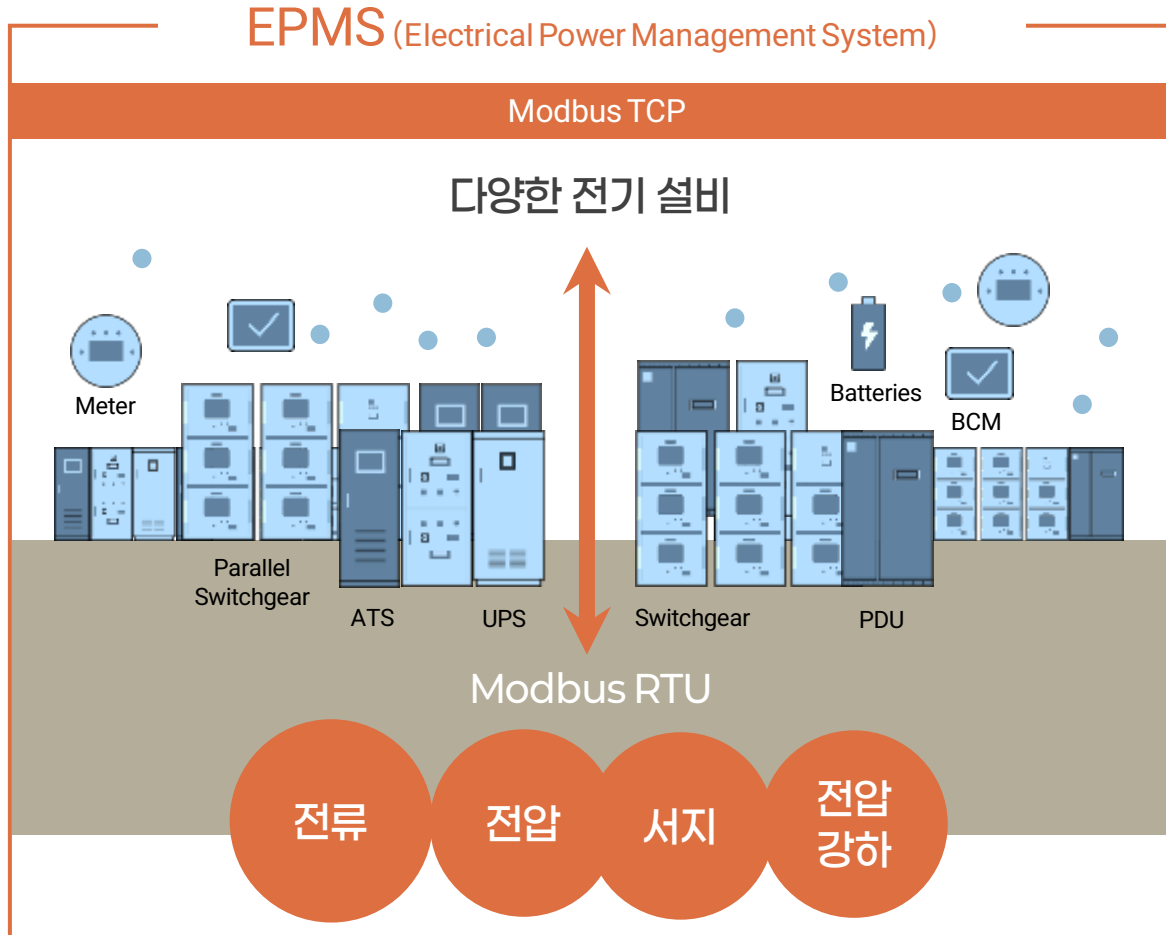 EPMS (Electrical Power Management System)
Modbus TCP
다양한 전기 설비
Meter
Batteries
BCM
Parallel
Switchgear
ATS
UPS
Switchgear
PDU
Modbus RTU
전류
전압
서지
전압
강하